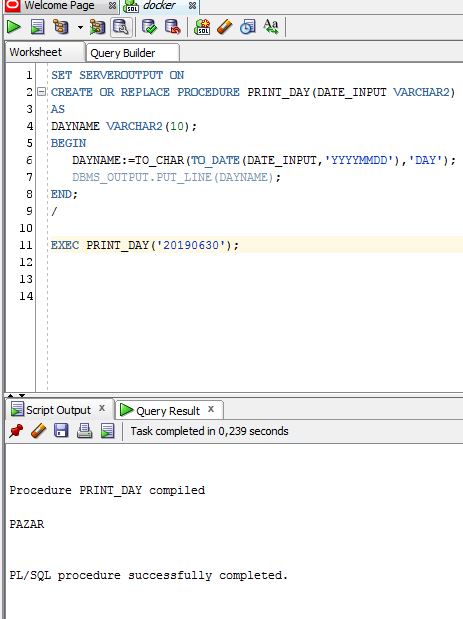 Welcome Page docker
SQL
Aa
Worksheet Query Builder
1 SET SERVEROUTPUT ON
2 CREATE OR REPLACE PROCEDURE PRINT_DAY(DATE_INPUT VARCHAR2)
3 AS
4 DAYNAME VARCHAR2(10);
5 BEGIN
6 DAYNAME:=TO_CHAR(TO_DATE(DATE_INPUT,'YYYYMMDD'),'DAY');
7 DBMS_OUTPUT.PUT_LINE(DAYNAME);
8 END;
9 /
10
11 EXEC PRINT_DAY('20190630');
12
13
14
Script Output x Query Result x
Task completed in 0,239 seconds
Procedure PRINT_DAY compiled
PAZAR
PL/SQL procedure successfully completed.